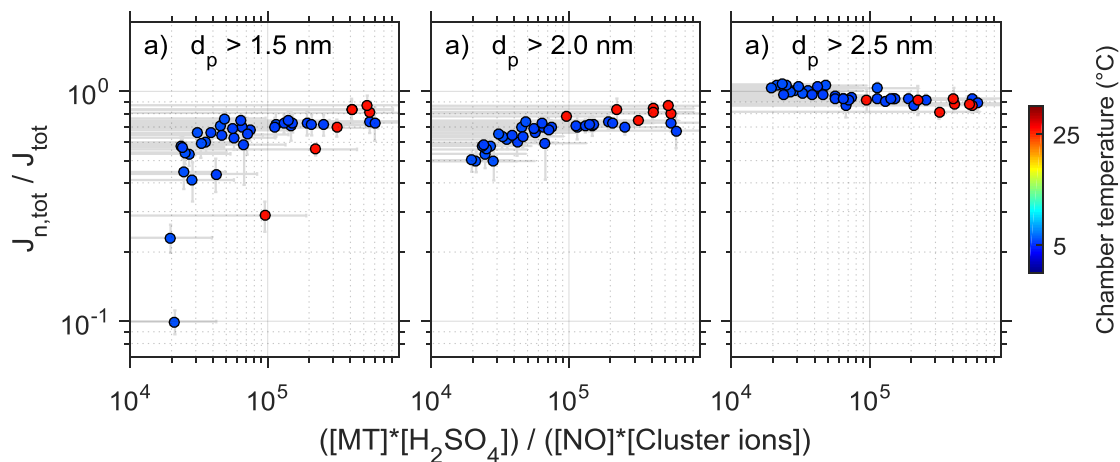 a) d_p > 1.5 nm
a) d_p > 2.0 nm
a) d_p > 2.5 nm
J_n,tot / J_tot
10^0
10^-1
10^4
10^5
10^4
10^5
10^4
10^5
([MT]*[H_2SO_4]) / ([NO]*[Cluster ions])
25
5
Chamber temperature (°C)